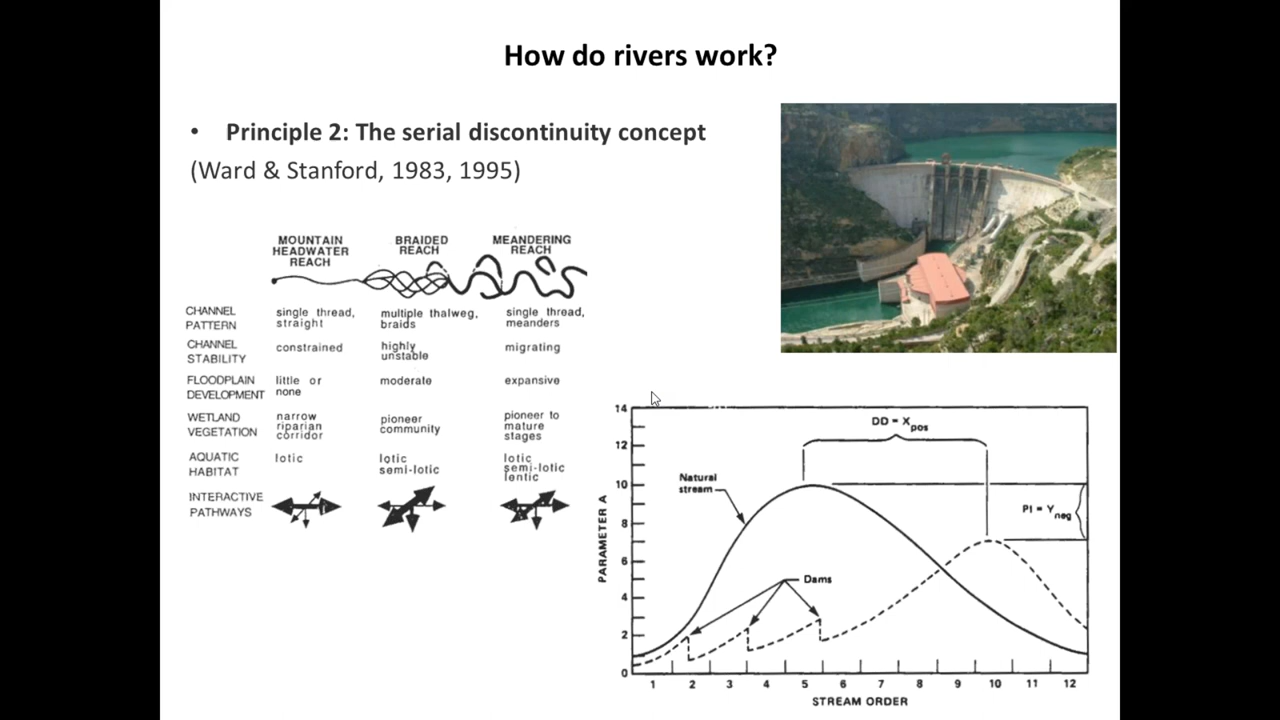 How do rivers work?
• Principle 2: The serial discontinuity concept
(Ward & Stanford, 1983, 1995)
MOUNTAIN
HEADWATER
REACH
BRAIDED
REACH
MEANDERING
REACH
CHANNEL
PATTERN
single thread,
straight
multiple thalweg,
braids
single thread,
meanders
CHANNEL
STABILITY
constrained
highly
unstable
migrating
FLOODPLAIN
DEVELOPMENT
little or
none
moderate
expansive
WETLAND
VEGETATION
narrow
riparian
corridor
pioneer
community
pioneer to
mature
stages
AQUATIC
HABITAT
lotic
lotic
semi-lotic
lotic
semi-lotic
lentic
INTERACTIVE
PATHWAYS
14
12
10
8
6
4
2
0
PARAMETER A
DD = Xpos
Natural
stream
PI = Yneg
Dams
1 2 3 4 5 6 7 8 9 10 11 12
STREAM ORDER